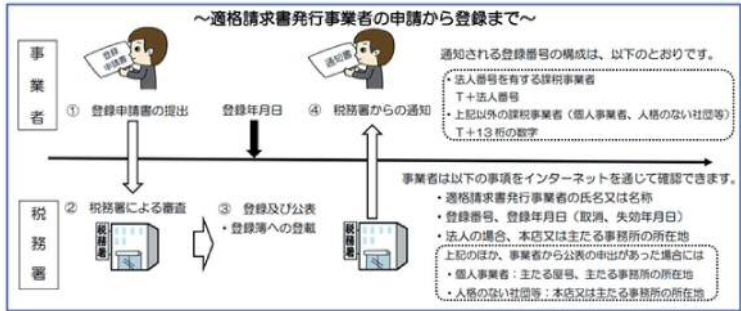 ～適格請求書発行事業者の申請から登録まで～
事業者
登録申請書
通知書
① 登録申請書の提出
登録年月日
④ 税務署からの通知
通知される登録番号の構成は、以下のとおりです。
・法人番号を有する課税事業者
T+法人番号
・上記以外の課税事業者（個人事業者、人格のない社団等）
T+13桁の数字
税務署
② 税務署による審査
税務署
③ 登録及び公表
・登録簿への登載
税務署
事業者は以下の事項をインターネットを通じて確認できます。
・適格請求書発行事業者の氏名又は名称
・登録番号、登録年月日（取消、失効年月日）
・法人の場合、本店又は主たる事務所の所在地
上記のほか、事業者から公表の申出があった場合には
・個人事業者：主たる屋号、主たる事務所の所在地
・人格のない社団等：本店又は主たる事務所の所在地